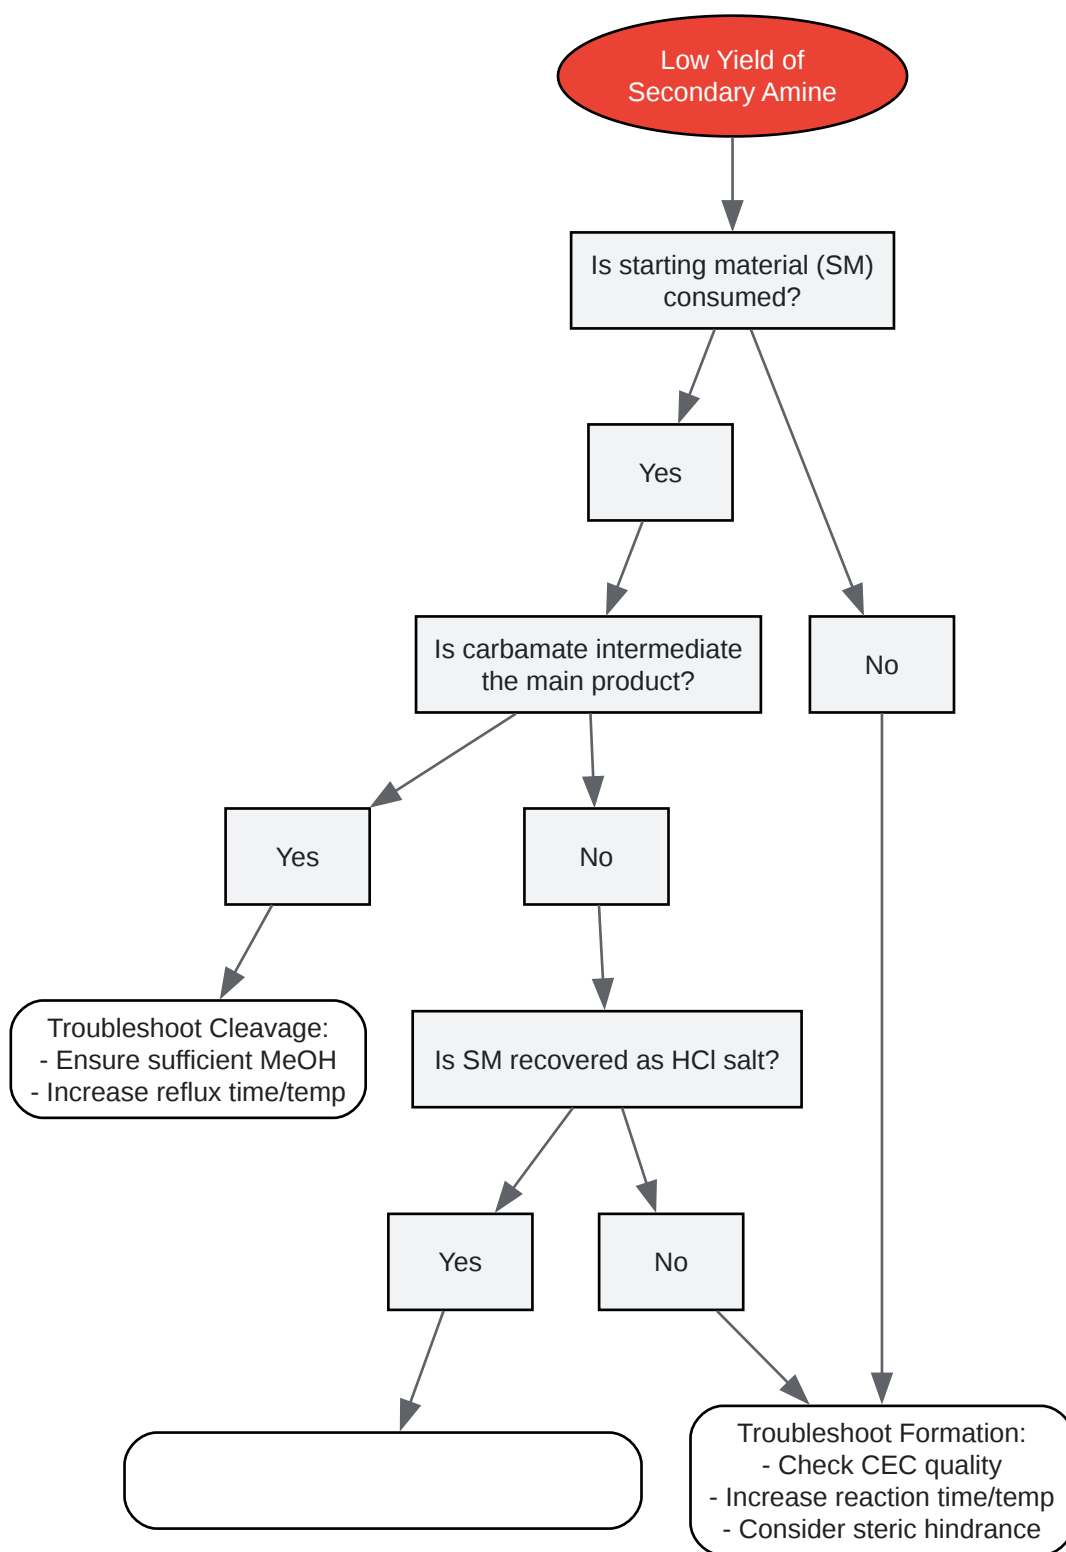 Low Yield of
Secondary Amine
Is starting material (SM)
consumed?
Yes
Is carbamate intermediate
the main product?
No
Yes
No
Troubleshoot Cleavage:
- Ensure sufficient MeOH
- Increase reflux time/temp
Is SM recovered as HCl salt?
Yes
No
Troubleshoot Formation:
- Check CEC quality
- Increase reaction time/temp
- Consider steric hindrance